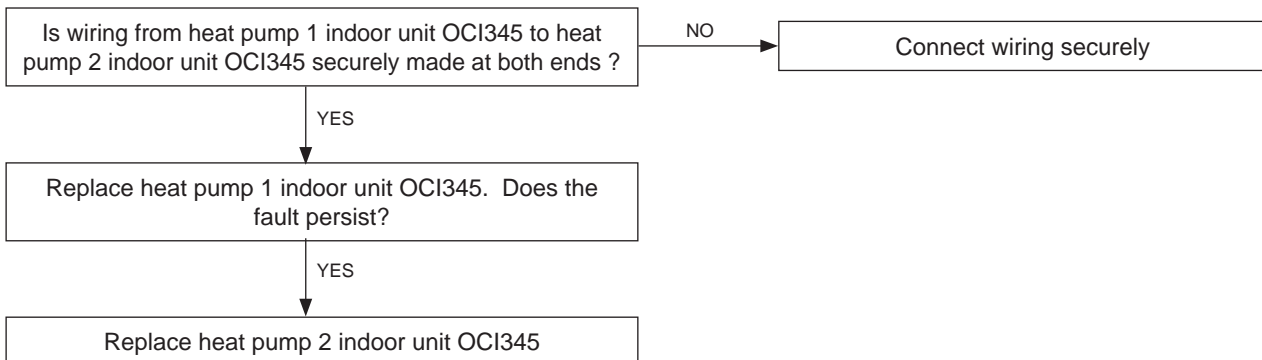 Is wiring from heat pump 1 indoor unit OCI345 to heat
pump 2 indoor unit OCI345 securely made at both ends ?
NO
Connect wiring securely
YES
Replace heat pump 1 indoor unit OCI345.  Does the
fault persist?
YES
Replace heat pump 2 indoor unit OCI345